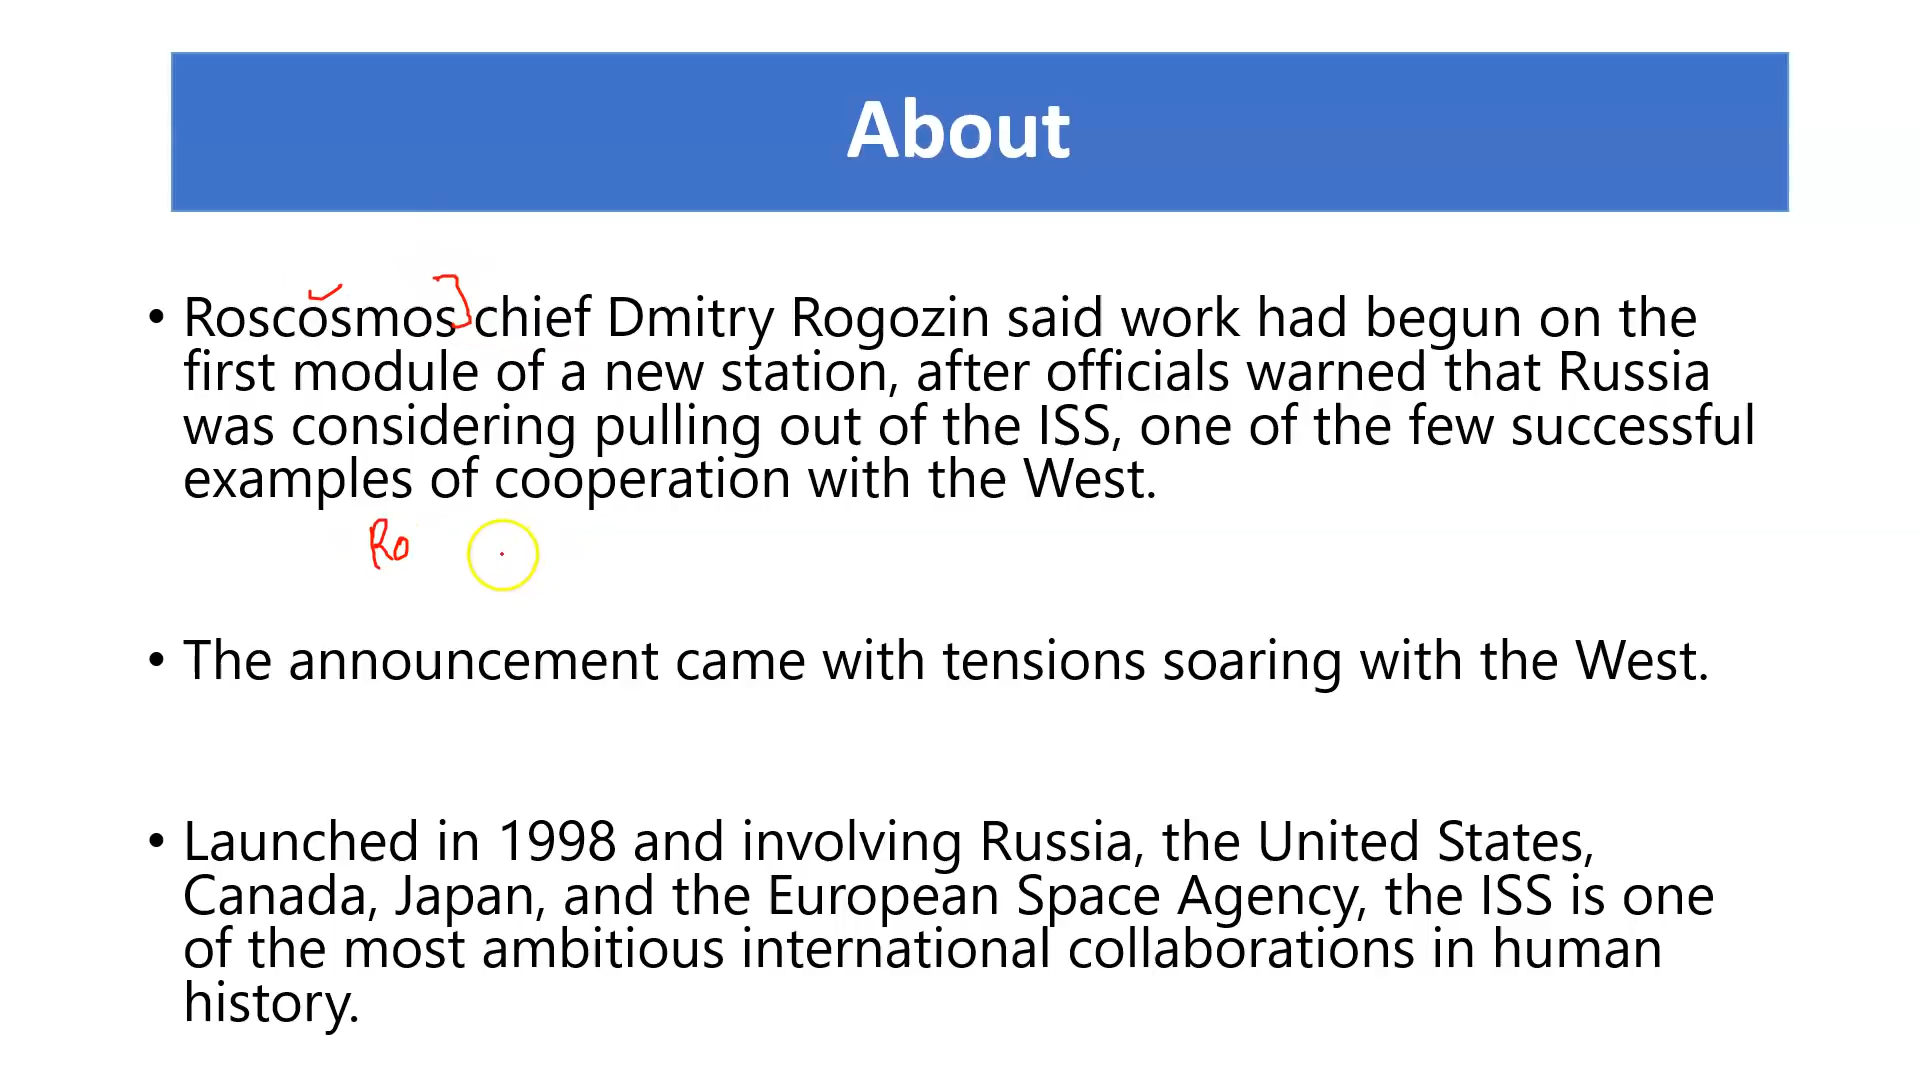 About
• Roscosmos chief Dmitry Rogozin said work had begun on the
first module of a new station, after officials warned that Russia
was considering pulling out of the ISS, one of the few successful
examples of cooperation with the West.
Ro
• The announcement came with tensions soaring with the West.
• Launched in 1998 and involving Russia, the United States,
Canada, Japan, and the European Space Agency, the ISS is one
of the most ambitious international collaborations in human
history.